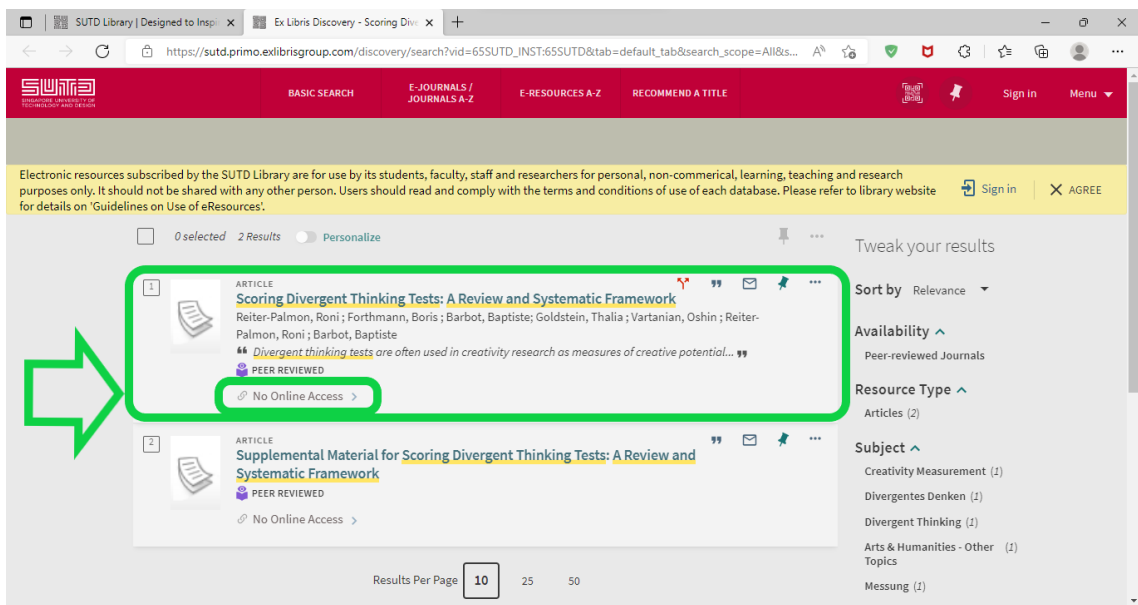 SUTD Library | Designed to Inspir
Ex Libris Discovery - Scoring Dive
https://sutd.primo.exlibrisgroup.com/discovery/search?vid=65SUTD_INST:65SUTD&tab=default_tab&search_scope=All&s...
SUTD
SINGAPORE UNIVERSITY OF
TECHNOLOGY AND DESIGN
BASIC SEARCH
E-JOURNALS /
JOURNALS A-Z
E-RESOURCES A-Z
RECOMMEND A TITLE
Sign in
Menu
Electronic resources subscribed by the SUTD Library are for use by its students, faculty, staff and researchers for personal, non-commerical, learning, teaching and research
purposes only. It should not be shared with any other person. Users should read and comply with the terms and conditions of use of each database. Please refer to library website
for details on 'Guidelines on Use of eResources'.
Sign in
AGREE
0 selected 2 Results Personalize
1
ARTICLE
Scoring Divergent Thinking Tests: A Review and Systematic Framework
Reiter-Palmon, Roni ; Forthmann, Boris ; Barbot, Baptiste; Goldstein, Thalia ; Vartanian, Oshin ; Reiter-
Palmon, Roni ; Barbot, Baptiste
❝ Divergent thinking tests are often used in creativity research as measures of creative potential... ❞
PEER REVIEWED
No Online Access >
2
ARTICLE
Supplemental Material for Scoring Divergent Thinking Tests: A Review and
Systematic Framework
PEER REVIEWED
No Online Access >
Results Per Page 10 25 50
Tweak your results
Sort by Relevance
Availability
Peer-reviewed Journals
Resource Type
Articles (2)
Subject
Creativity Measurement (1)
Divergentes Denken (1)
Divergent Thinking (1)
Arts & Humanities - Other (1)
Topics
Messung (1)